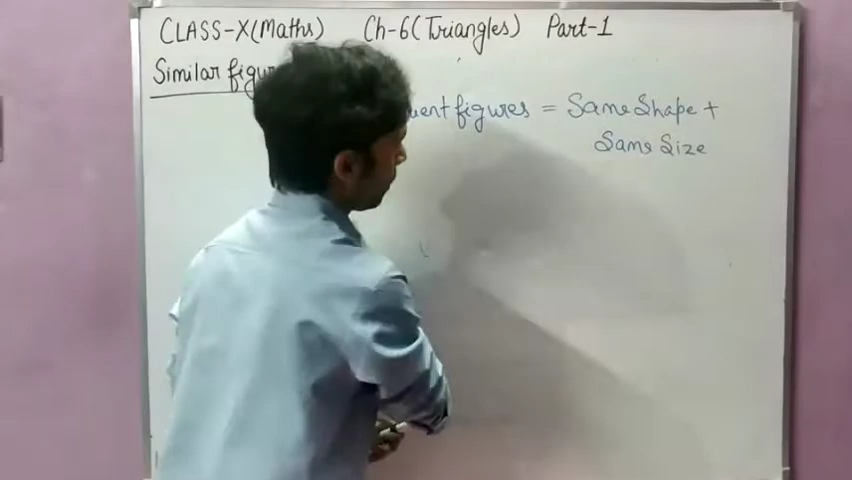 CLASS-X(Maths) Ch-6(Triangles) Part-1
Similar
figures = Same Shape +
Same Size